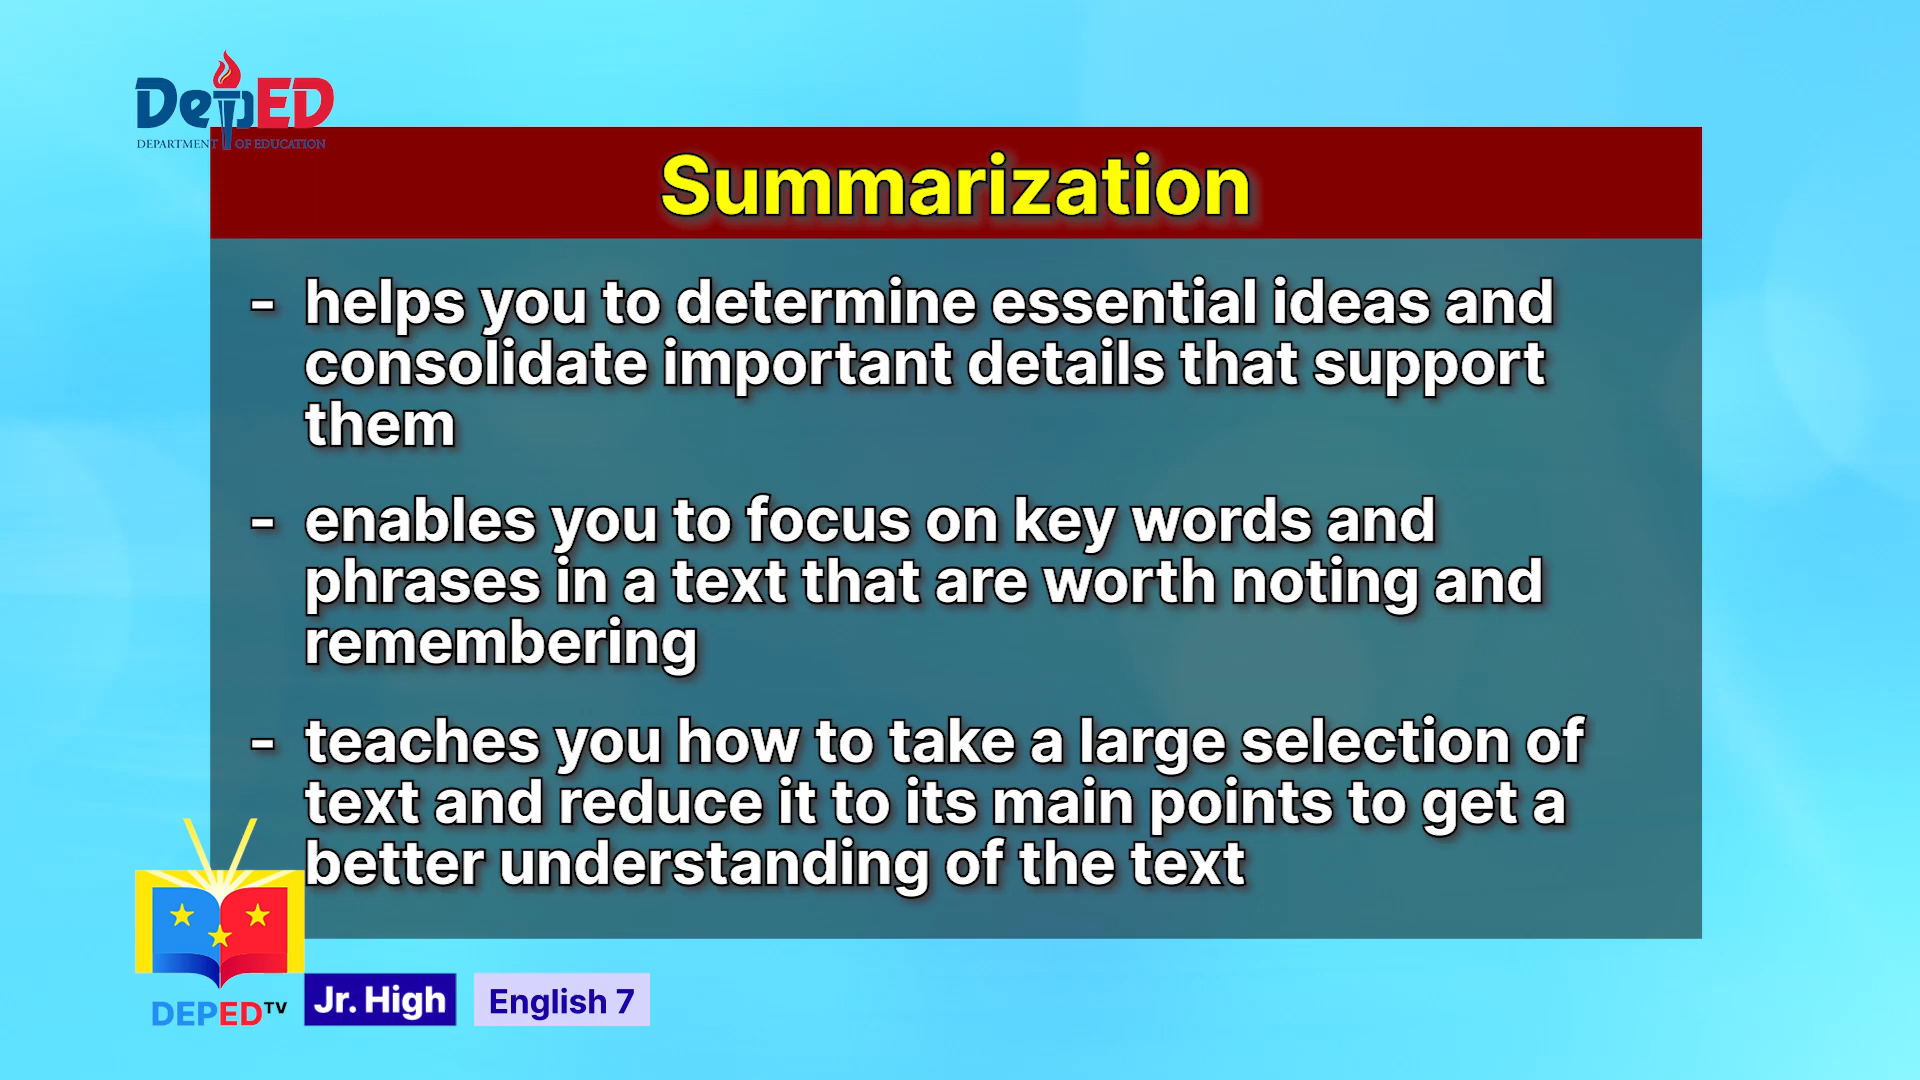 DepED
DEPARTMENT OF EDUCATION
Summarization
- helps you to determine essential ideas and
consolidate important details that support
them
- enables you to focus on key words and
phrases in a text that are worth noting and
remembering
- teaches you how to take a large selection of
text and reduce it to its main points to get a
better understanding of the text
DEPED TV
Jr. High
English 7